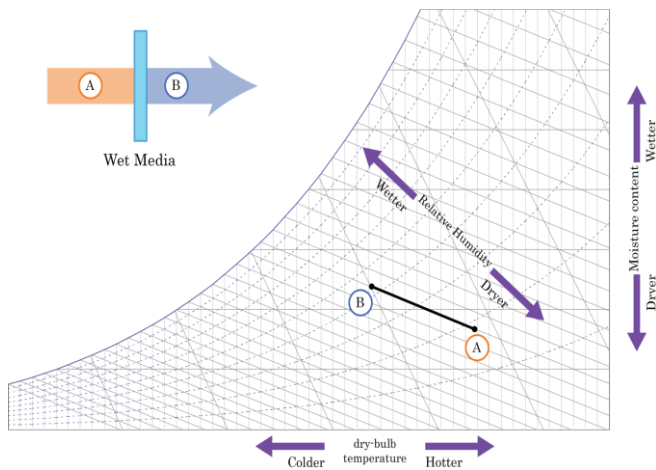 A
B
Wet Media
Wetter
Relative Humidity
Dryer
B
A
Wetter
Moisture content
Dryer
dry-bulb
temperature
Colder
Hotter